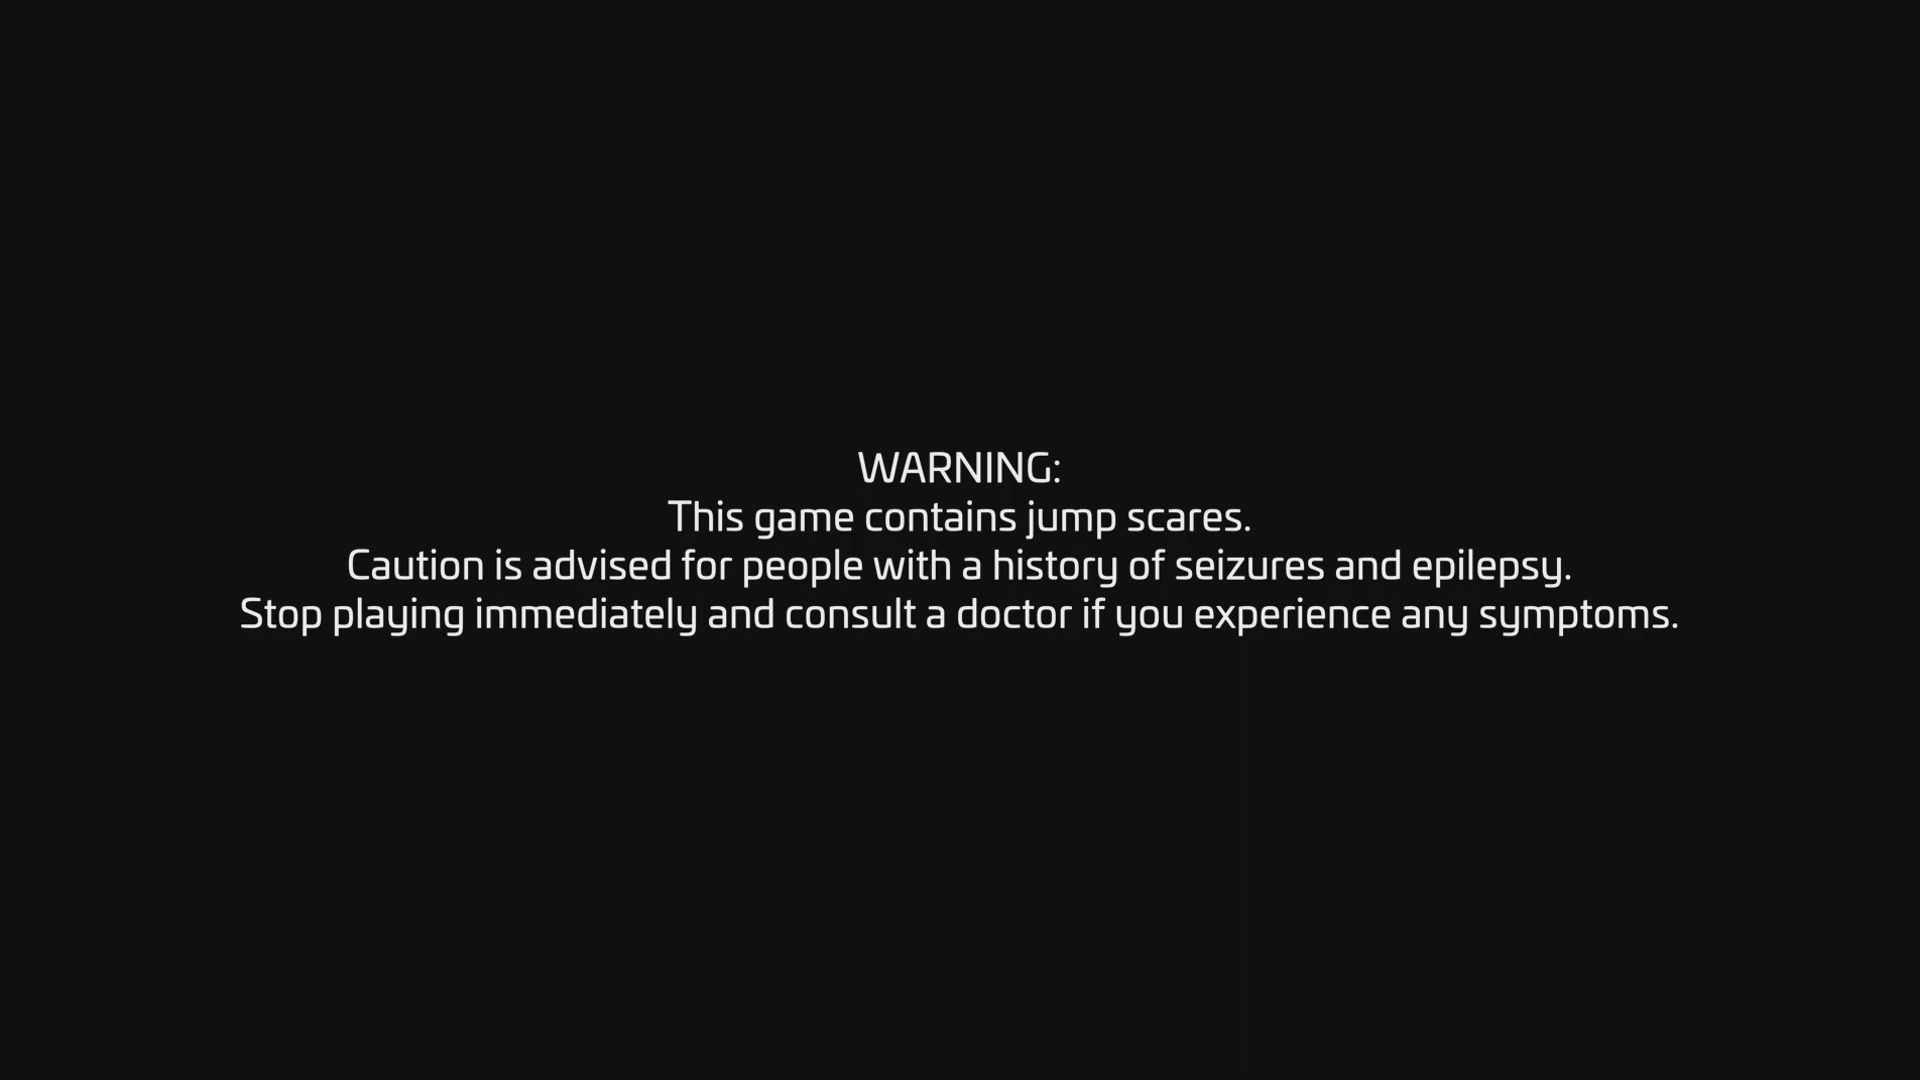 WARNING:
This game contains jump scares.
Caution is advised for people with a history of seizures and epilepsy.
Stop playing immediately and consult a doctor if you experience any symptoms.